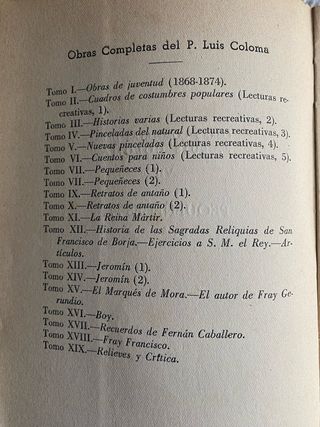 Obras Completas del P. Luis Coloma
Tomo I.—Obras de juventud (1868-1874).
Tomo II.—Cuadros de costumbres populares (Lecturas re-
creativas, 1).
Tomo III.—Historias varias (Lecturas recreativas, 2).
Tomo IV.—Pinceladas del natural (Lecturas recreativas, 3).
Tomo V.—Nuevas pinceladas (Lecturas recreativas, 4).
Tomo VI.—Cuentos para niños (Lecturas recreativas, 5).
Tomo VII.—Pequeñeces (1).
Tomo VII.—Pequeñeces (2).
Tomo IX.—Retratos de antaño (1).
Tomo X.—Retratos de antaño (2).
Tomo XI.—La Reina Mártir.
Tomo XII.—Historia de las Sagradas Reliquias de San
Francisco de Borja.—Ejercicios a S. M. el Rey.—Ar-
tículos.
Tomo XIII.—Jeromín (1).
Tomo XIV.—Jeromín (2).
Tomo XV.—El Marqués de Mora.—El autor de Fray Ge-
rundio.
Tomo XVI.—Boy.
Tomo XVII.—Recuerdos de Fernán Caballero.
Tomo XVIII.—Fray Francisco.
Tomo XIX.—Relieves y Crítica.